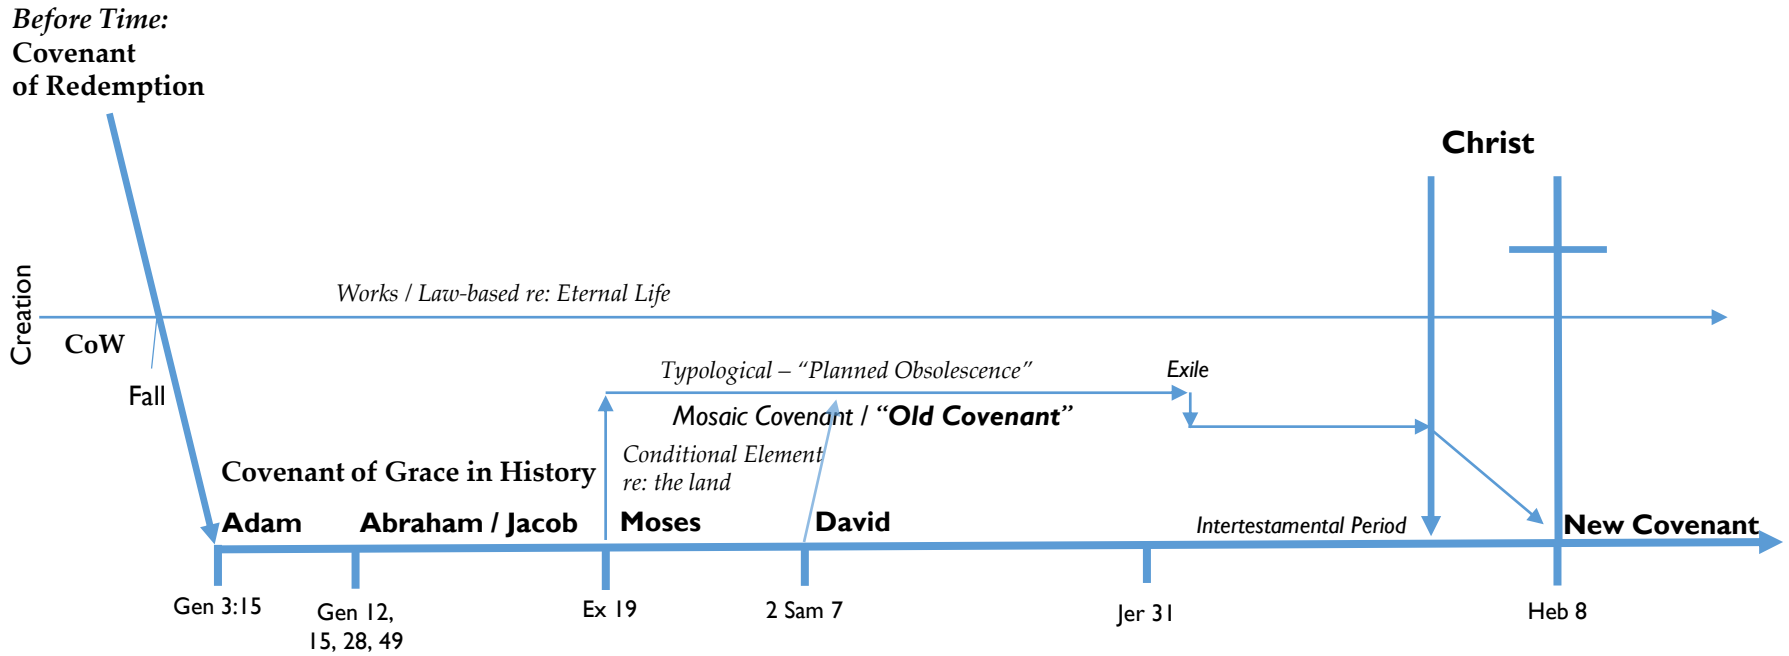 Before Time:
Covenant
of Redemption
Christ
Creation
Works / Law-based re: Eternal Life
CoW
Fall
Typological – “Planned Obsolescence”
Exile
Mosaic Covenant / “Old Covenant”
Conditional Element
re: the land
Covenant of Grace in History
Adam
Abraham / Jacob
Moses
David
Intertestamental Period
New Covenant
Gen 3:15
Gen 12,
15, 28, 49
Ex 19
2 Sam 7
Jer 31
Heb 8